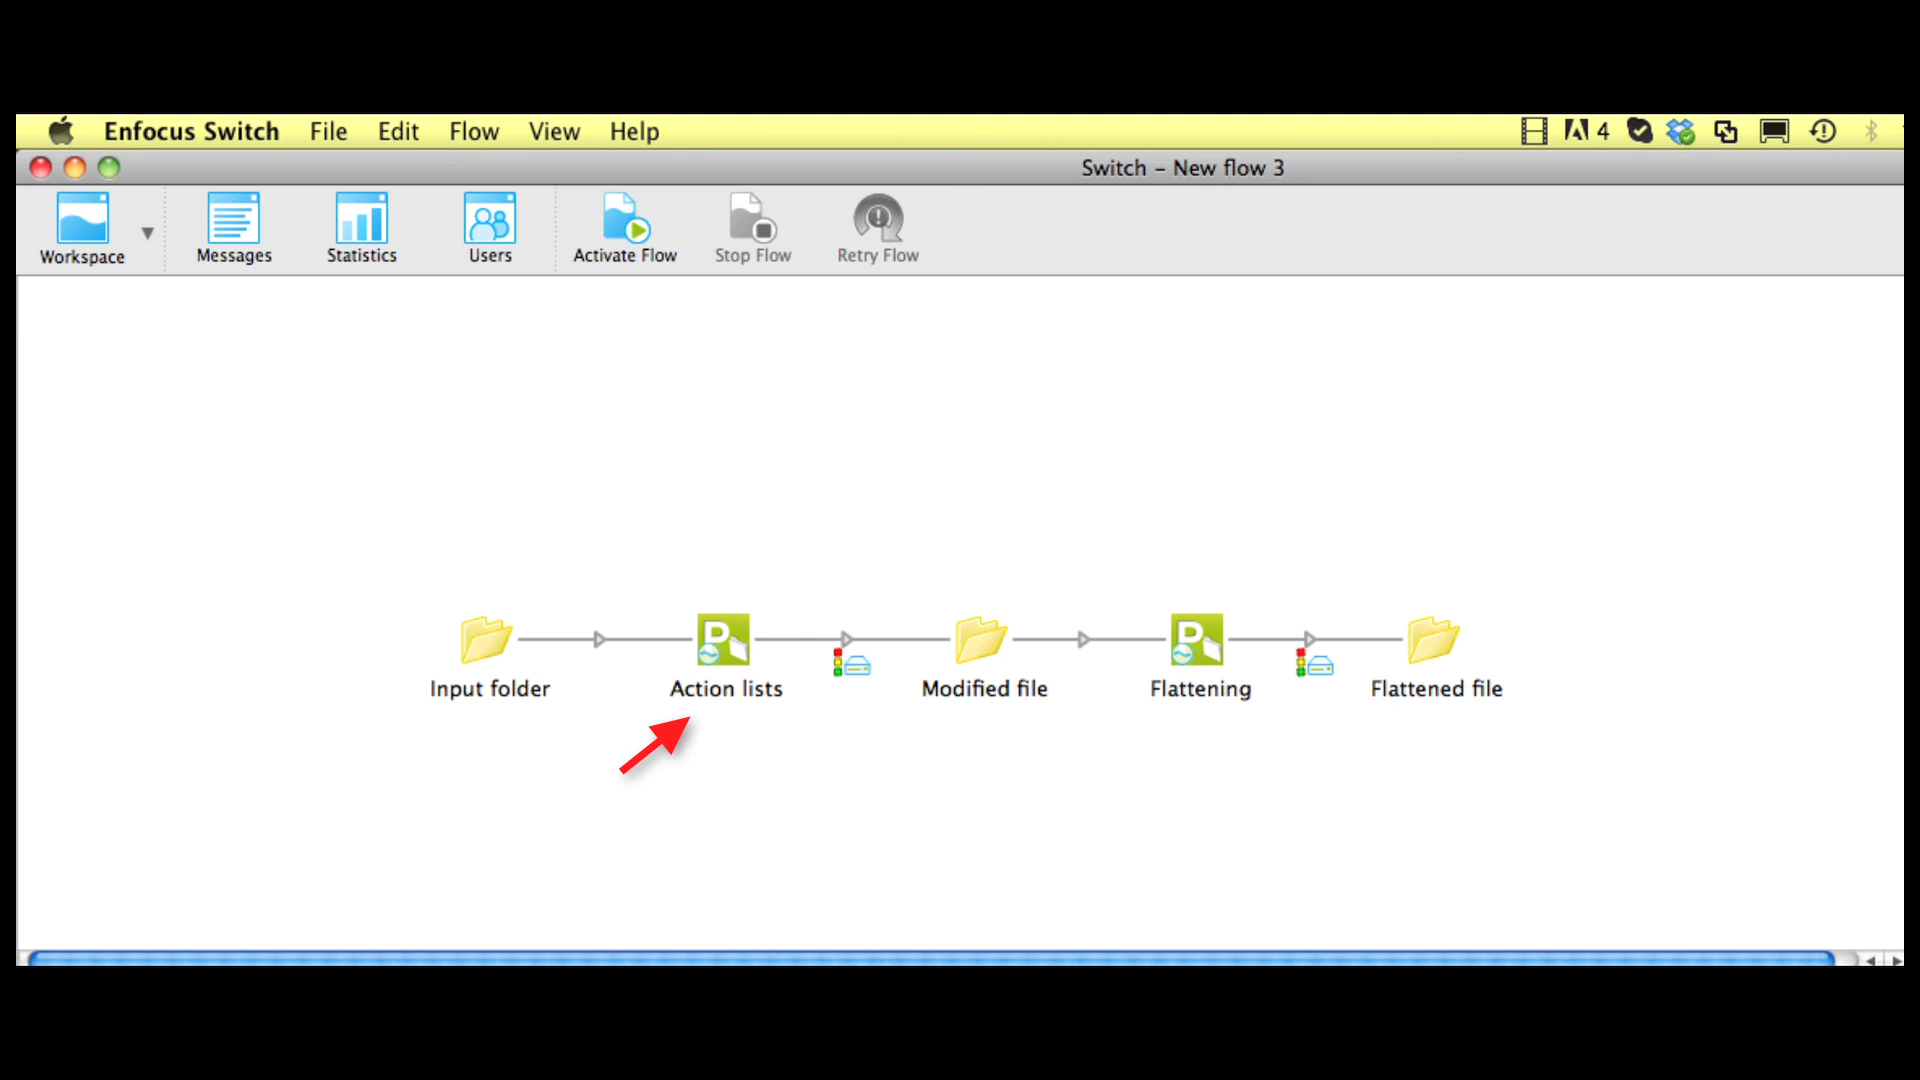 Enfocus Switch File Edit Flow View Help 4
Switch – New flow 3
Workspace Messages Statistics Users Activate Flow Stop Flow Retry Flow
Input folder Action lists Modified file Flattening Flattened file